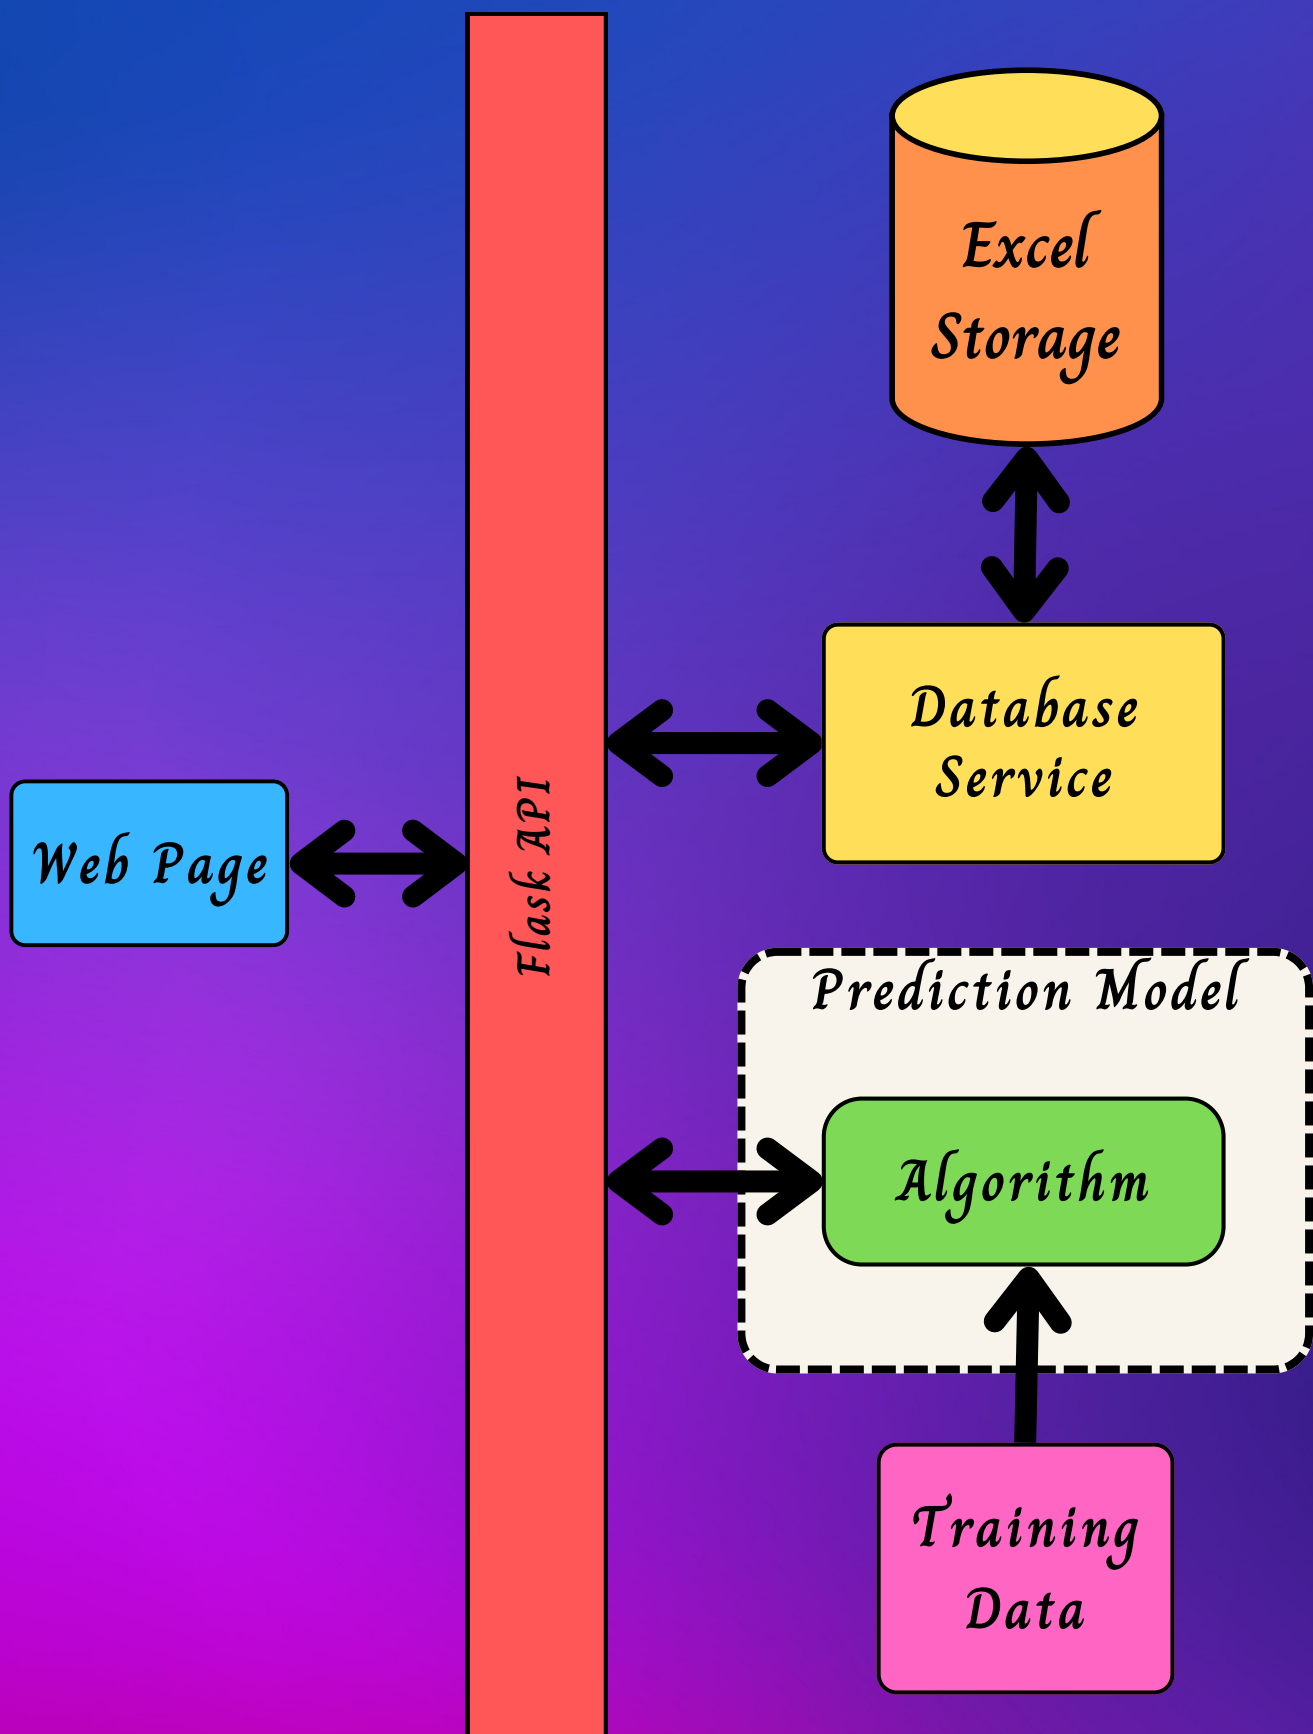 Excel
Storage
Database
Service
Web Page
Flask API
Prediction Model
Algorithm
Training
Data